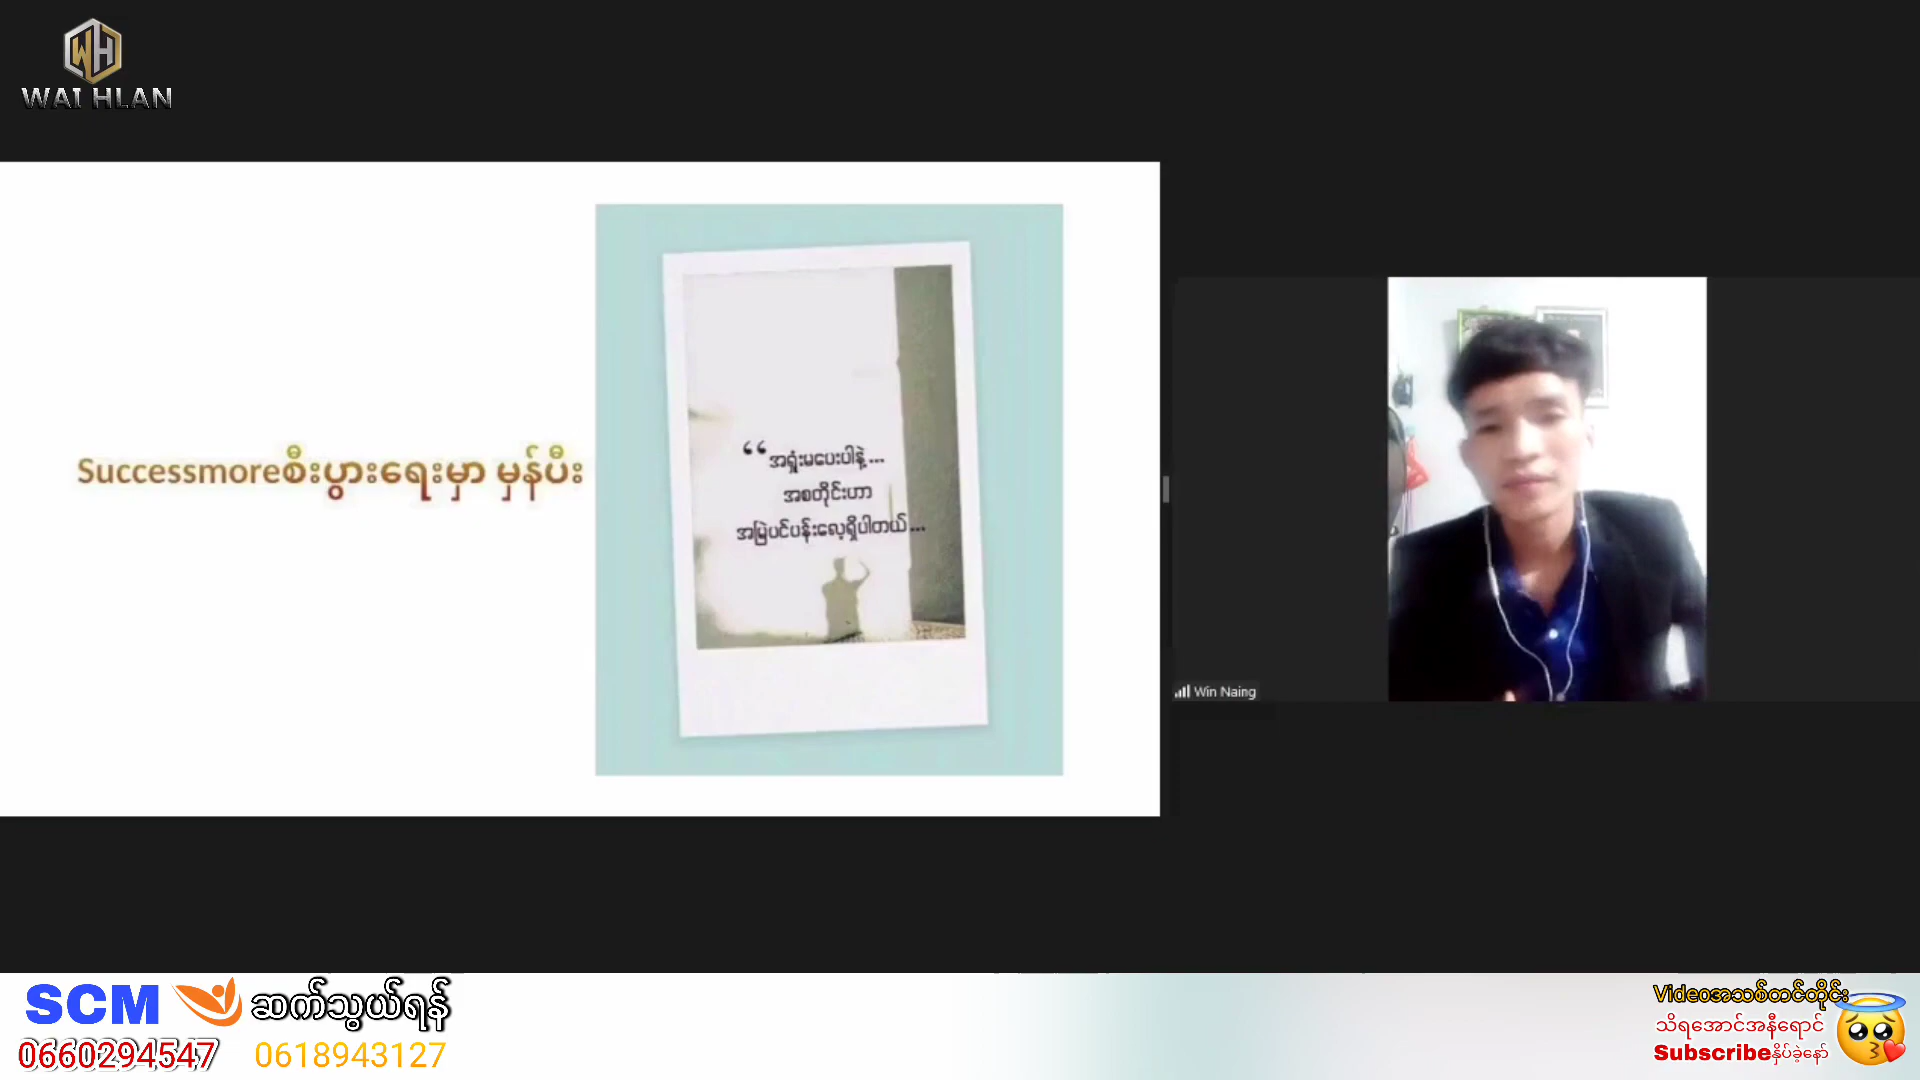 WH
WAI HLAN
Successmoreစီးပွားရေးမှာ မှန်ပီး
“အရှုံးမပေးပါနဲ့...
အစတိုင်းဟာ
အမြဲပင်ပန်းလေ့ရှိပါတယ်...
Win Naing
SCM ဆက်သွယ်ရန်
0660294547 0618943127
Videoအသစ်တင်တိုင်း
သိရအောင်အနီရောင်
Subscribeနှိပ်ခဲ့နော်